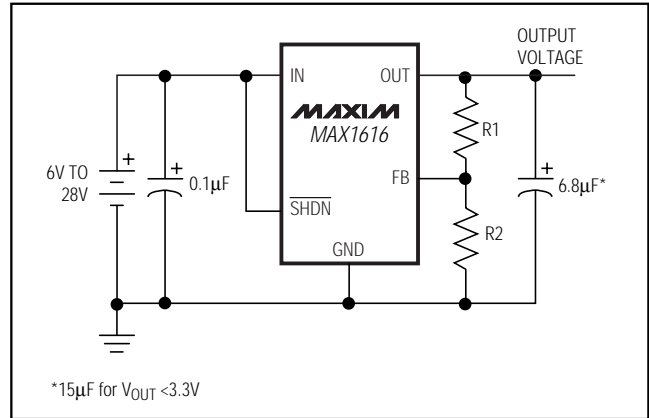 OUTPUT
VOLTAGE
IN
OUT
MAXIM
MAX1616
R1
6V TO
28V
+
+
0.1µF
FB
+
6.8µF*
S̅H̅D̅N̅
R2
GND
*15µF for VOUT <3.3V